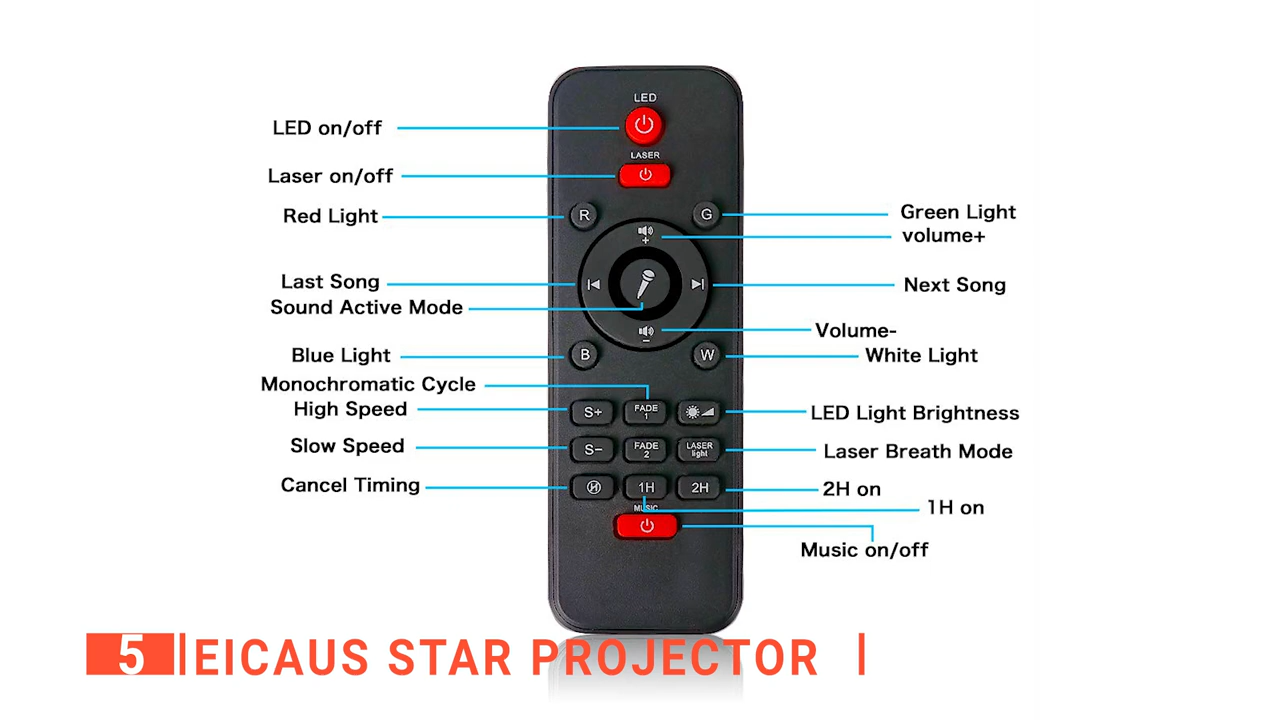 LED
LED on/off
LASER
Laser on/off
R
Red Light
G
Green Light
+
volume+
Last Song
Sound Active Mode
Next Song
−
Volume-
B
Blue Light
W
White Light
Monochromatic Cycle
High Speed
S+
FADE
1
LED Light Brightness
Slow Speed
S−
FADE
2
LASER
light
Laser Breath Mode
Cancel Timing
H
1H
2H
2H on
1H on
MUSIC
Music on/off
5
EICAUS STAR PROJECTOR